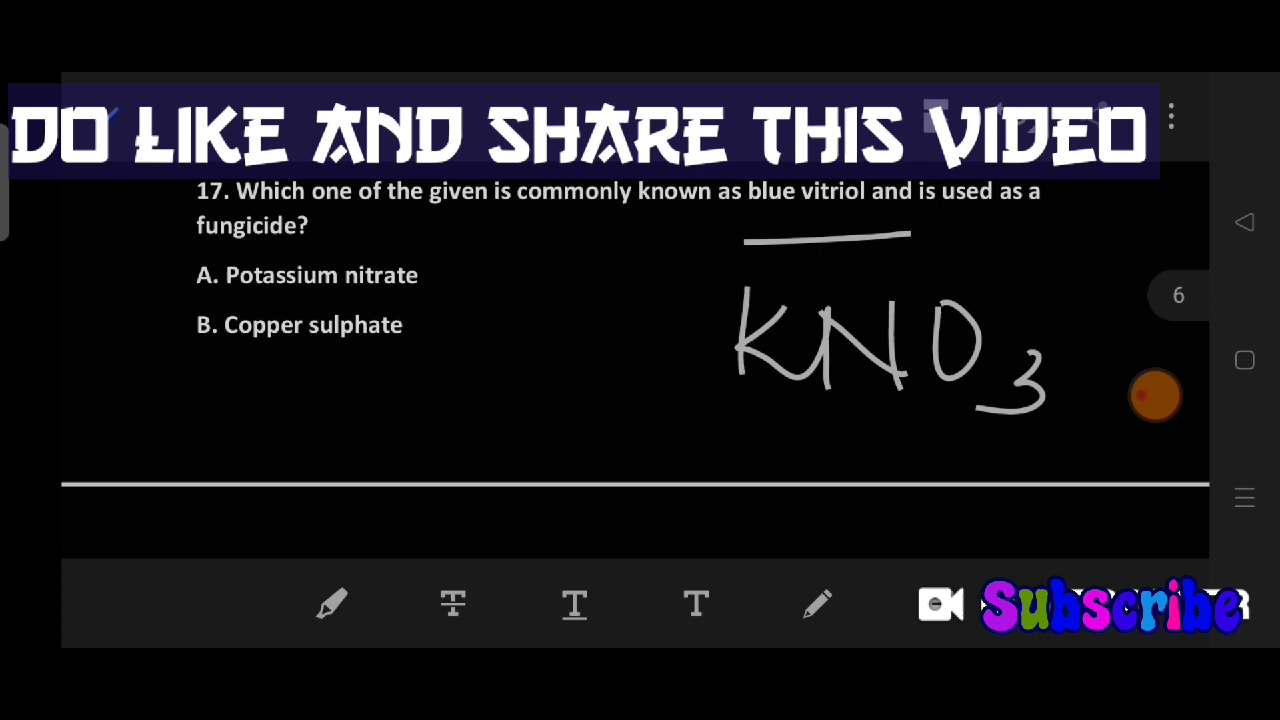 DO LIKE AND SHARE THIS VIDEO
17. Which one of the given is commonly known as blue vitriol and is used as a
fungicide?
A. Potassium nitrate
B. Copper sulphate
KNO3
6
T T T
Subscribe